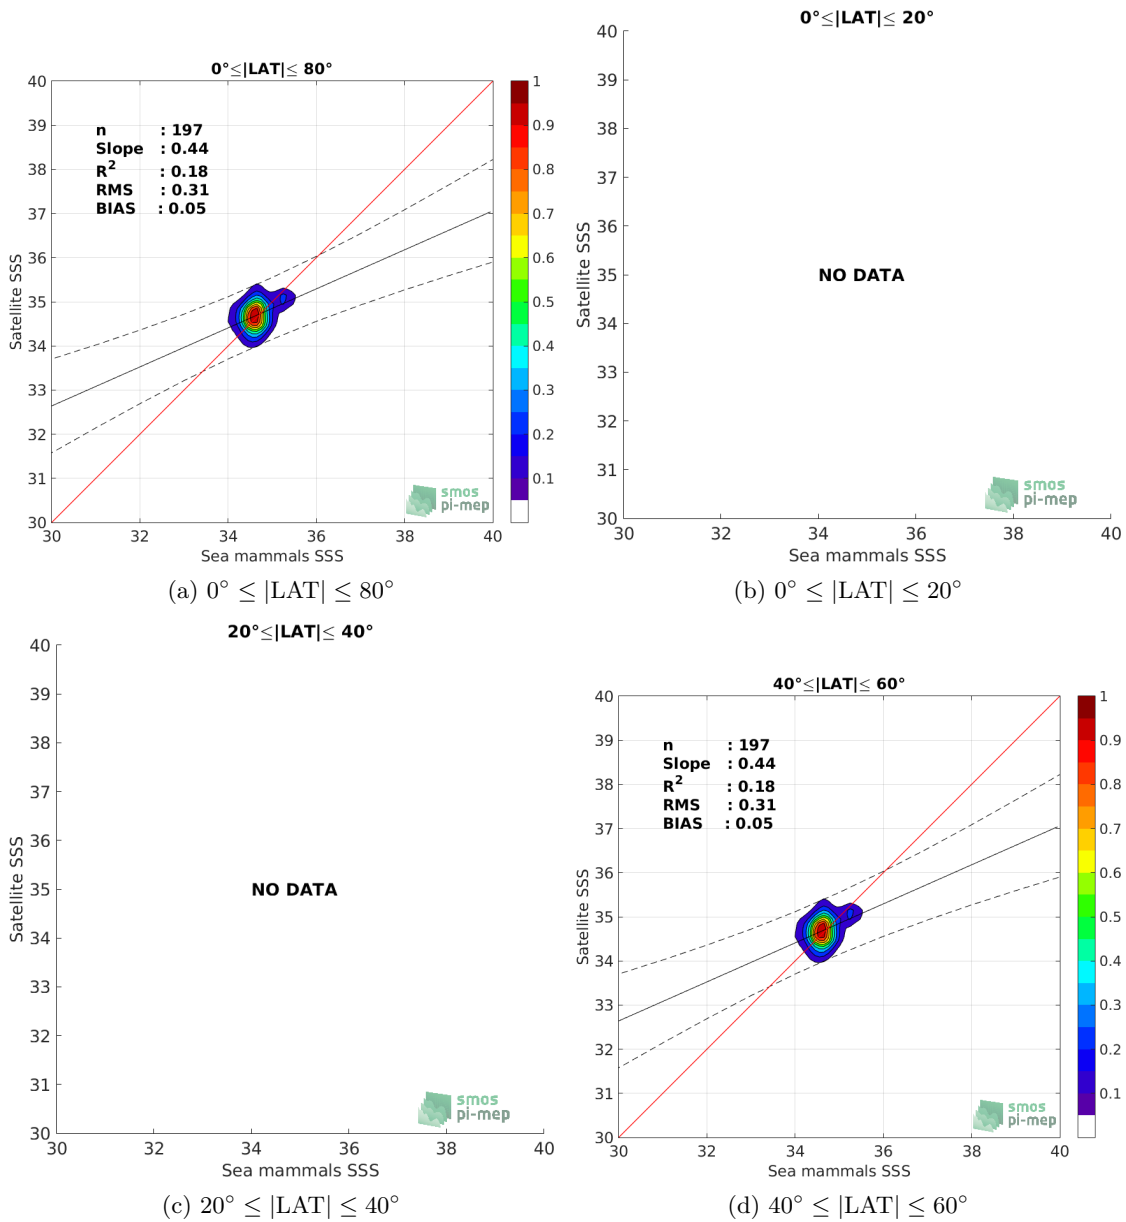 0°≤|LAT|≤ 80°
40
39
38
37
36
35
34
33
32
31
30
n : 197
Slope : 0.44
R² : 0.18
RMS : 0.31
BIAS : 0.05
Satellite SSS
smos
pi-mep
30 32 34 36 38 40
Sea mammals SSS
1
0.9
0.8
0.7
0.6
0.5
0.4
0.3
0.2
0.1
(a) 0° ≤ |LAT| ≤ 80°
0°≤|LAT|≤ 20°
40
39
38
37
36
35
34
33
32
31
30
Satellite SSS
NO DATA
smos
pi-mep
30 32 34 36 38 40
Sea mammals SSS
(b) 0° ≤ |LAT| ≤ 20°
20°≤|LAT|≤ 40°
40
39
38
37
36
35
34
33
32
31
30
Satellite SSS
NO DATA
smos
pi-mep
30 32 34 36 38 40
Sea mammals SSS
(c) 20° ≤ |LAT| ≤ 40°
40°≤|LAT|≤ 60°
40
39
38
37
36
35
34
33
32
31
30
n : 197
Slope : 0.44
R² : 0.18
RMS : 0.31
BIAS : 0.05
Satellite SSS
smos
pi-mep
30 32 34 36 38 40
Sea mammals SSS
1
0.9
0.8
0.7
0.6
0.5
0.4
0.3
0.2
0.1
(d) 40° ≤ |LAT| ≤ 60°